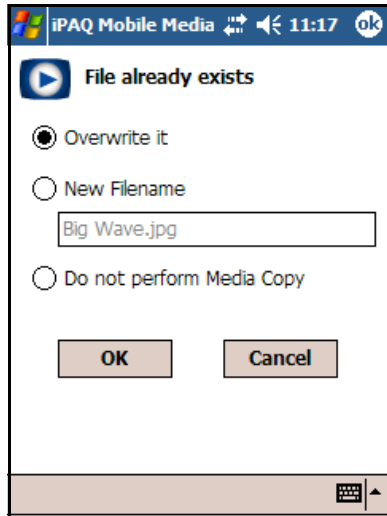 iPAQ Mobile Media 11:17 ok
File already exists
Overwrite it
New Filename
Big Wave.jpg
Do not perform Media Copy
OK Cancel